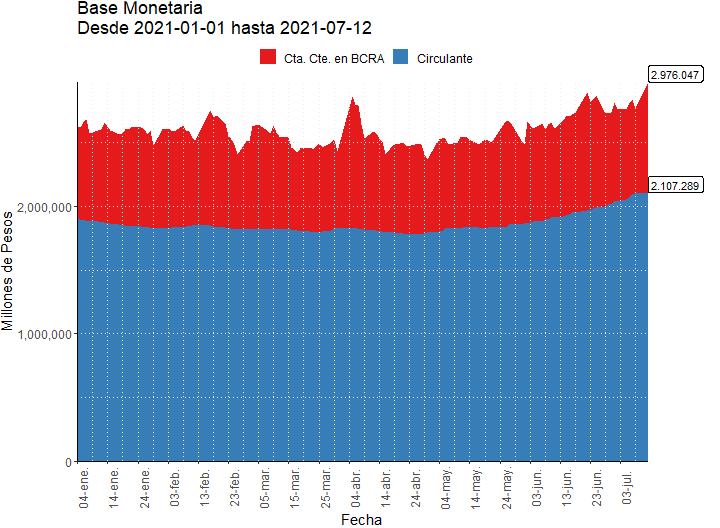 Base Monetaria
Desde 2021-01-01 hasta 2021-07-12
Cta. Cte. en BCRA
Circulante
2.976.047
2.107.289
Millones de Pesos
2,000,000
1,000,000
0
04-ene.
14-ene.
24-ene.
03-feb.
13-feb.
23-feb.
05-mar.
15-mar.
25-mar.
04-abr.
14-abr.
24-abr.
04-may.
14-may.
24-may.
03-jun.
13-jun.
23-jun.
03-jul.
Fecha